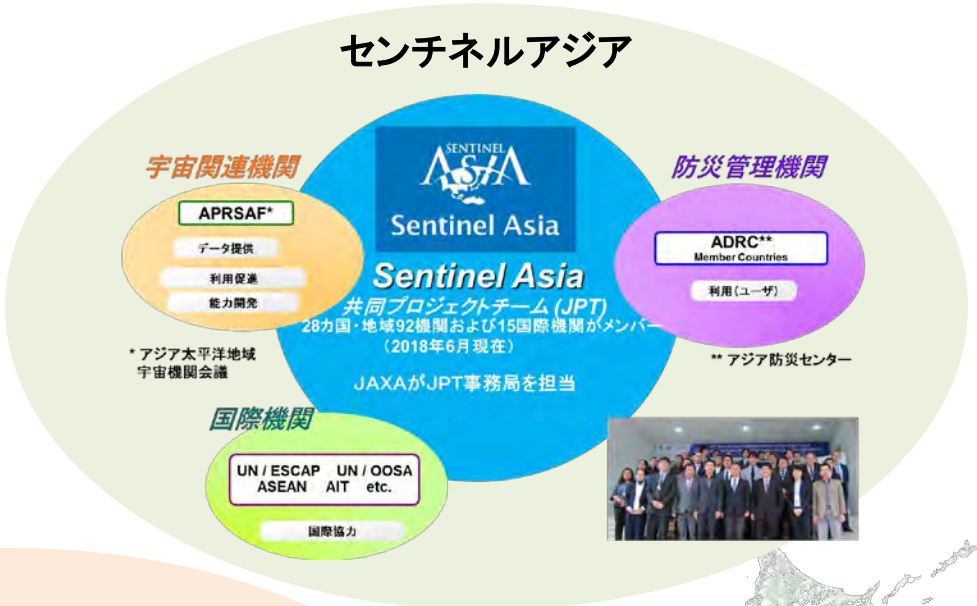 センチネルアジア
宇宙関連機関
APRSAF*
データ提供
利用促進
能力開発
* アジア太平洋地域
宇宙機関会議
SENTINEL
ASIA
Sentinel Asia
Sentinel Asia
共同プロジェクトチーム (JPT)
28カ国・地域92機関および15国際機関がメンバー
（2018年6月現在）
JAXAがJPT事務局を担当
防災管理機関
ADRC**
Member Countries
利用（ユーザ）
** アジア防災センター
国際機関
UN / ESCAP UN / OOSA
ASEAN AIT etc.
国際協力